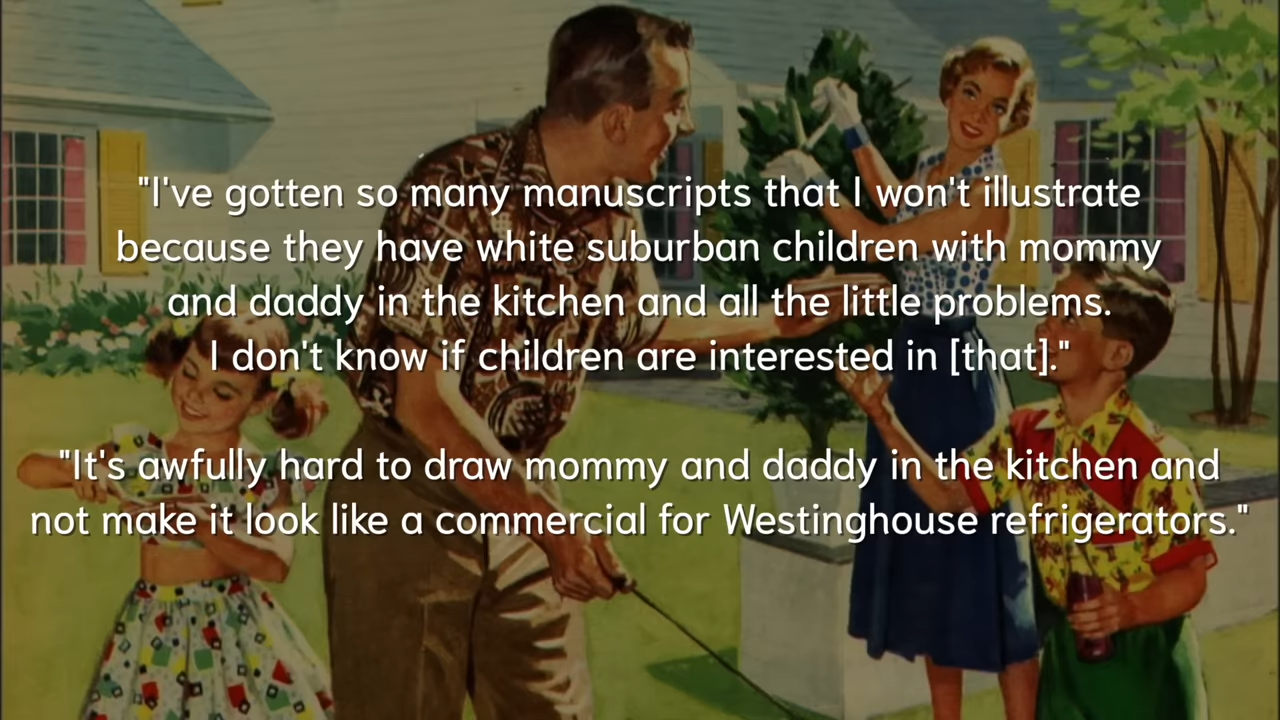 "I've gotten so many manuscripts that I won't illustrate
because they have white suburban children with mommy
and daddy in the kitchen and all the little problems.
I don't know if children are interested in [that]."
"It's awfully hard to draw mommy and daddy in the kitchen and
not make it look like a commercial for Westinghouse refrigerators."